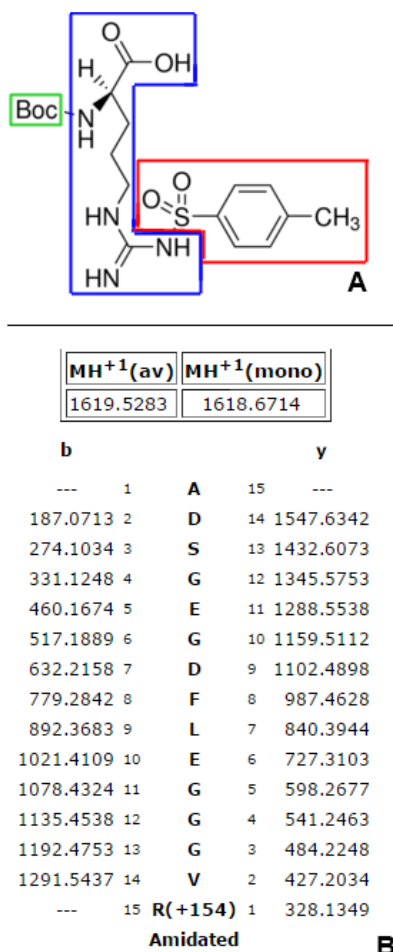 O
H
OH
Boc
N
H
O
O
HN
S
NH
CH3
HN
A
MH+1(av) MH+1(mono)
1619.5283 1618.6714
b y
--- 1 A 15 ---
187.0713 2 D 14 1547.6342
274.1034 3 S 13 1432.6073
331.1248 4 G 12 1345.5753
460.1674 5 E 11 1288.5538
517.1889 6 G 10 1159.5112
632.2158 7 D 9 1102.4898
779.2842 8 F 8 987.4628
892.3683 9 L 7 840.3944
1021.4109 10 E 6 727.3103
1078.4324 11 G 5 598.2677
1135.4538 12 G 4 541.2463
1192.4753 13 G 3 484.2248
1291.5437 14 V 2 427.2034
--- 15 R(+154) 1 328.1349
Amidated
B